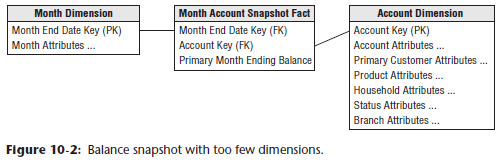 Month Dimension
Month End Date Key (PK)
Month Attributes ...
Month Account Snapshot Fact
Month End Date Key (FK)
Account Key (FK)
Primary Month Ending Balance
Account Dimension
Account Key (PK)
Account Attributes ...
Primary Customer Attributes ...
Product Attributes ...
Household Attributes ...
Status Attributes ...
Branch Attributes ...
Figure 10-2: Balance snapshot with too few dimensions.